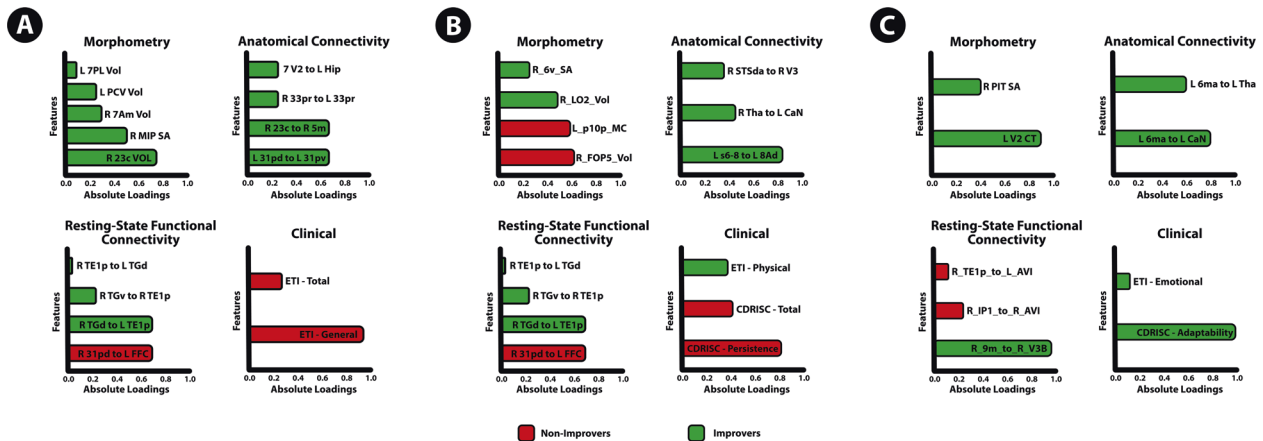 A
Morphometry
L 7PL Vol
L PCV Vol
R 7Am Vol
R MIP SA
R 23c VOL
Features
0.0 0.2 0.4 0.6 0.8 1.0
Absolute Loadings
Anatomical Connectivity
7 V2 to L Hip
R 33pr to L 33pr
R 23c to R 5m
L 31pd to L 31pv
Features
0.0 0.2 0.4 0.6 0.8 1.0
Absolute Loadings
Resting-State Functional
Connectivity
R TE1p to L TGd
R TGv to R TE1p
R TGd to L TE1p
R 31pd to L FFC
Features
0.0 0.2 0.4 0.6 0.8 1.0
Absolute Loadings
Clinical
ETI - Total
ETI - General
Features
0.0 0.2 0.4 0.6 0.8 1.0
Absolute Loadings
B
Morphometry
R_6v_SA
R_LO2_Vol
L_p10p_MC
R_FOP5_Vol
Features
0.0 0.2 0.4 0.6 0.8 1.0
Absolute Loadings
Anatomical Connectivity
R STSda to R V3
R Tha to L CaN
L s6-8 to L 8Ad
Features
0.0 0.2 0.4 0.6 0.8 1.0
Absolute Loadings
Resting-State Functional
Connectivity
R TE1p to L TGd
R TGv to R TE1p
R TGd to L TE1p
R 31pd to L FFC
Features
0.0 0.2 0.4 0.6 0.8 1.0
Absolute Loadings
Clinical
ETI - Physical
CDRISC - Total
CDRISC - Persistence
Features
0.0 0.2 0.4 0.6 0.8 1.0
Absolute Loadings
C
Morphometry
R PIT SA
L V2 CT
Features
0.0 0.2 0.4 0.6 0.8 1.0
Absolute Loadings
Anatomical Connectivity
L 6ma to L Tha
L 6ma to L CaN
Features
0.0 0.2 0.4 0.6 0.8 1.0
Absolute Loadings
Resting-State Functional
Connectivity
R_TE1p_to_L_AVI
R_IP1_to_R_AVI
R_9m_to_R_V3B
Features
0.0 0.2 0.4 0.6 0.8 1.0
Absolute Loadings
Clinical
ETI - Emotional
CDRISC - Adaptability
Features
0.0 0.2 0.4 0.6 0.8 1.0
Absolute Loadings
Non-Improvers
Improvers